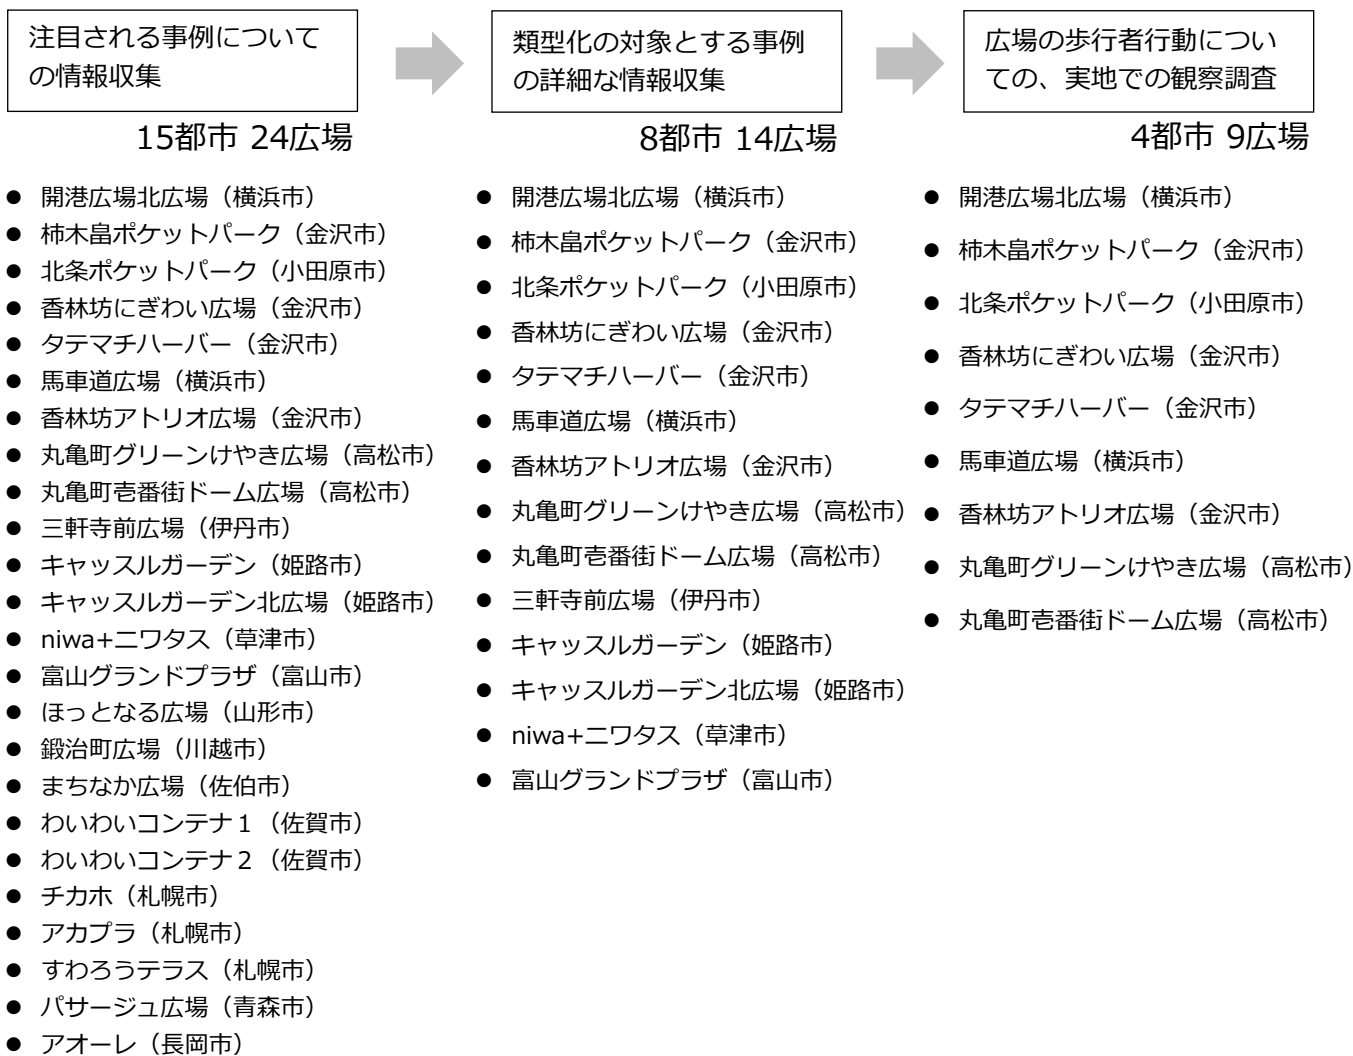 注目される事例について
の情報収集
15都市 24広場
● 開港広場北広場（横浜市）
● 柿木畠ポケットパーク（金沢市）
● 北条ポケットパーク（小田原市）
● 香林坊にぎわい広場（金沢市）
● タテマチハーバー（金沢市）
● 馬車道広場（横浜市）
● 香林坊アトリオ広場（金沢市）
● 丸亀町グリーンけやき広場（高松市）
● 丸亀町壱番街ドーム広場（高松市）
● 三軒寺前広場（伊丹市）
● キャッスルガーデン（姫路市）
● キャッスルガーデン北広場（姫路市）
● niwa+ニワタス（草津市）
● 富山グランドプラザ（富山市）
● ほっとなる広場（山形市）
● 鍛治町広場（川越市）
● まちなか広場（佐伯市）
● わいわいコンテナ１（佐賀市）
● わいわいコンテナ２（佐賀市）
● チカホ（札幌市）
● アカプラ（札幌市）
● すわろうテラス（札幌市）
● パサージュ広場（青森市）
● アオーレ（長岡市）
類型化の対象とする事例
の詳細な情報収集
8都市 14広場
● 開港広場北広場（横浜市）
● 柿木畠ポケットパーク（金沢市）
● 北条ポケットパーク（小田原市）
● 香林坊にぎわい広場（金沢市）
● タテマチハーバー（金沢市）
● 馬車道広場（横浜市）
● 香林坊アトリオ広場（金沢市）
● 丸亀町グリーンけやき広場（高松市）
● 丸亀町壱番街ドーム広場（高松市）
● 三軒寺前広場（伊丹市）
● キャッスルガーデン（姫路市）
● キャッスルガーデン北広場（姫路市）
● niwa+ニワタス（草津市）
● 富山グランドプラザ（富山市）
広場の歩行者行動につい
ての、実地での観察調査
4都市 9広場
● 開港広場北広場（横浜市）
● 柿木畠ポケットパーク（金沢市）
● 北条ポケットパーク（小田原市）
● 香林坊にぎわい広場（金沢市）
● タテマチハーバー（金沢市）
● 馬車道広場（横浜市）
● 香林坊アトリオ広場（金沢市）
● 丸亀町グリーンけやき広場（高松市）
● 丸亀町壱番街ドーム広場（高松市）